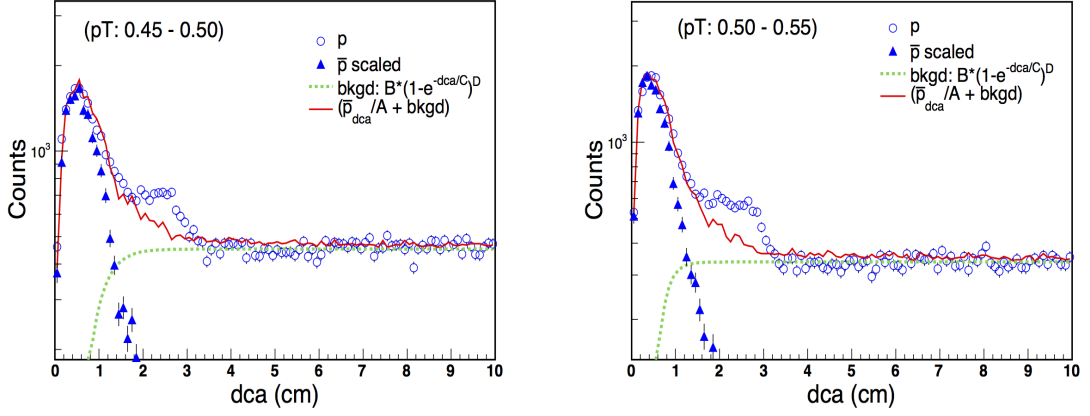 (pT: 0.45 - 0.50)
p
p̅ scaled
bkgd: B*(1-e^-dca/C)^D
(p̅_dca/A + bkgd)
10^3
Counts
0 1 2 3 4 5 6 7 8 9 10
dca (cm)
(pT: 0.50 - 0.55)
p
p̅ scaled
bkgd: B*(1-e^-dca/C)^D
(p̅_dca/A + bkgd)
10^3
Counts
0 1 2 3 4 5 6 7 8 9 10
dca (cm)